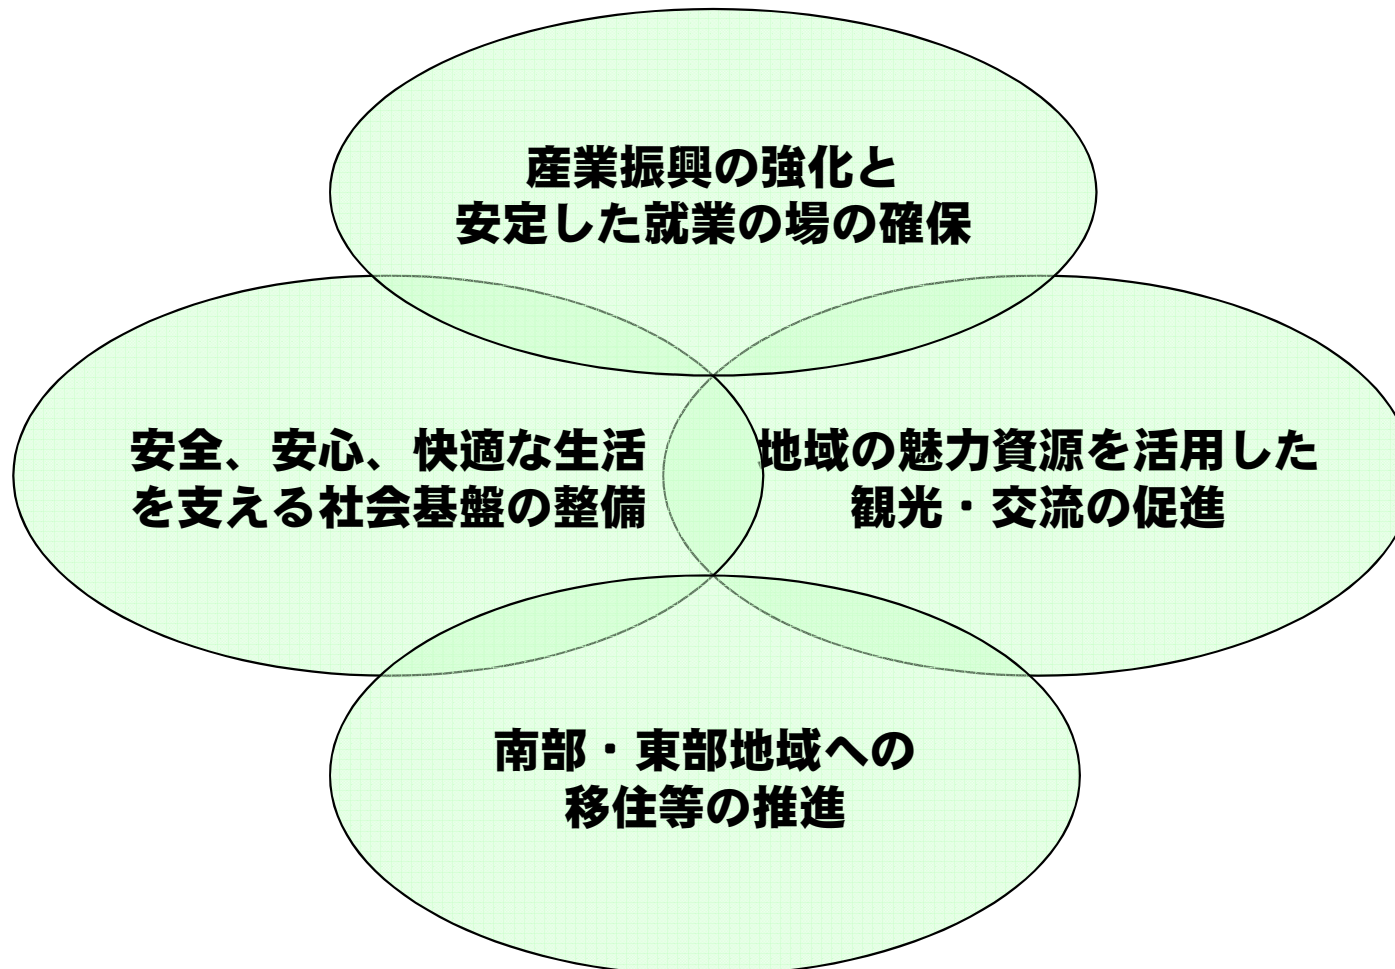 産業振興の強化と
安定した就業の場の確保
安全、安心、快適な生活
を支える社会基盤の整備
地域の魅力資源を活用した
観光・交流の促進
南部・東部地域への
移住等の推進